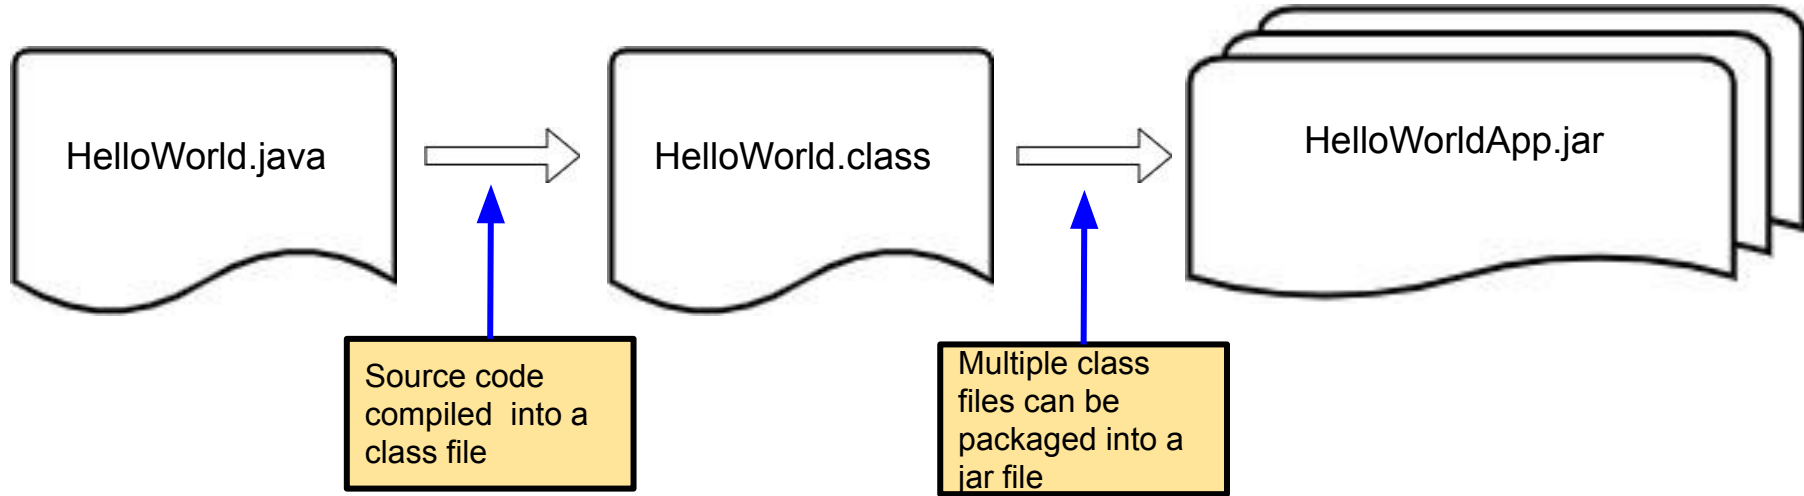 HelloWorld.java
HelloWorld.class
HelloWorldApp.jar
Source code
compiled  into a
class file
Multiple class
files can be
packaged into a
jar file